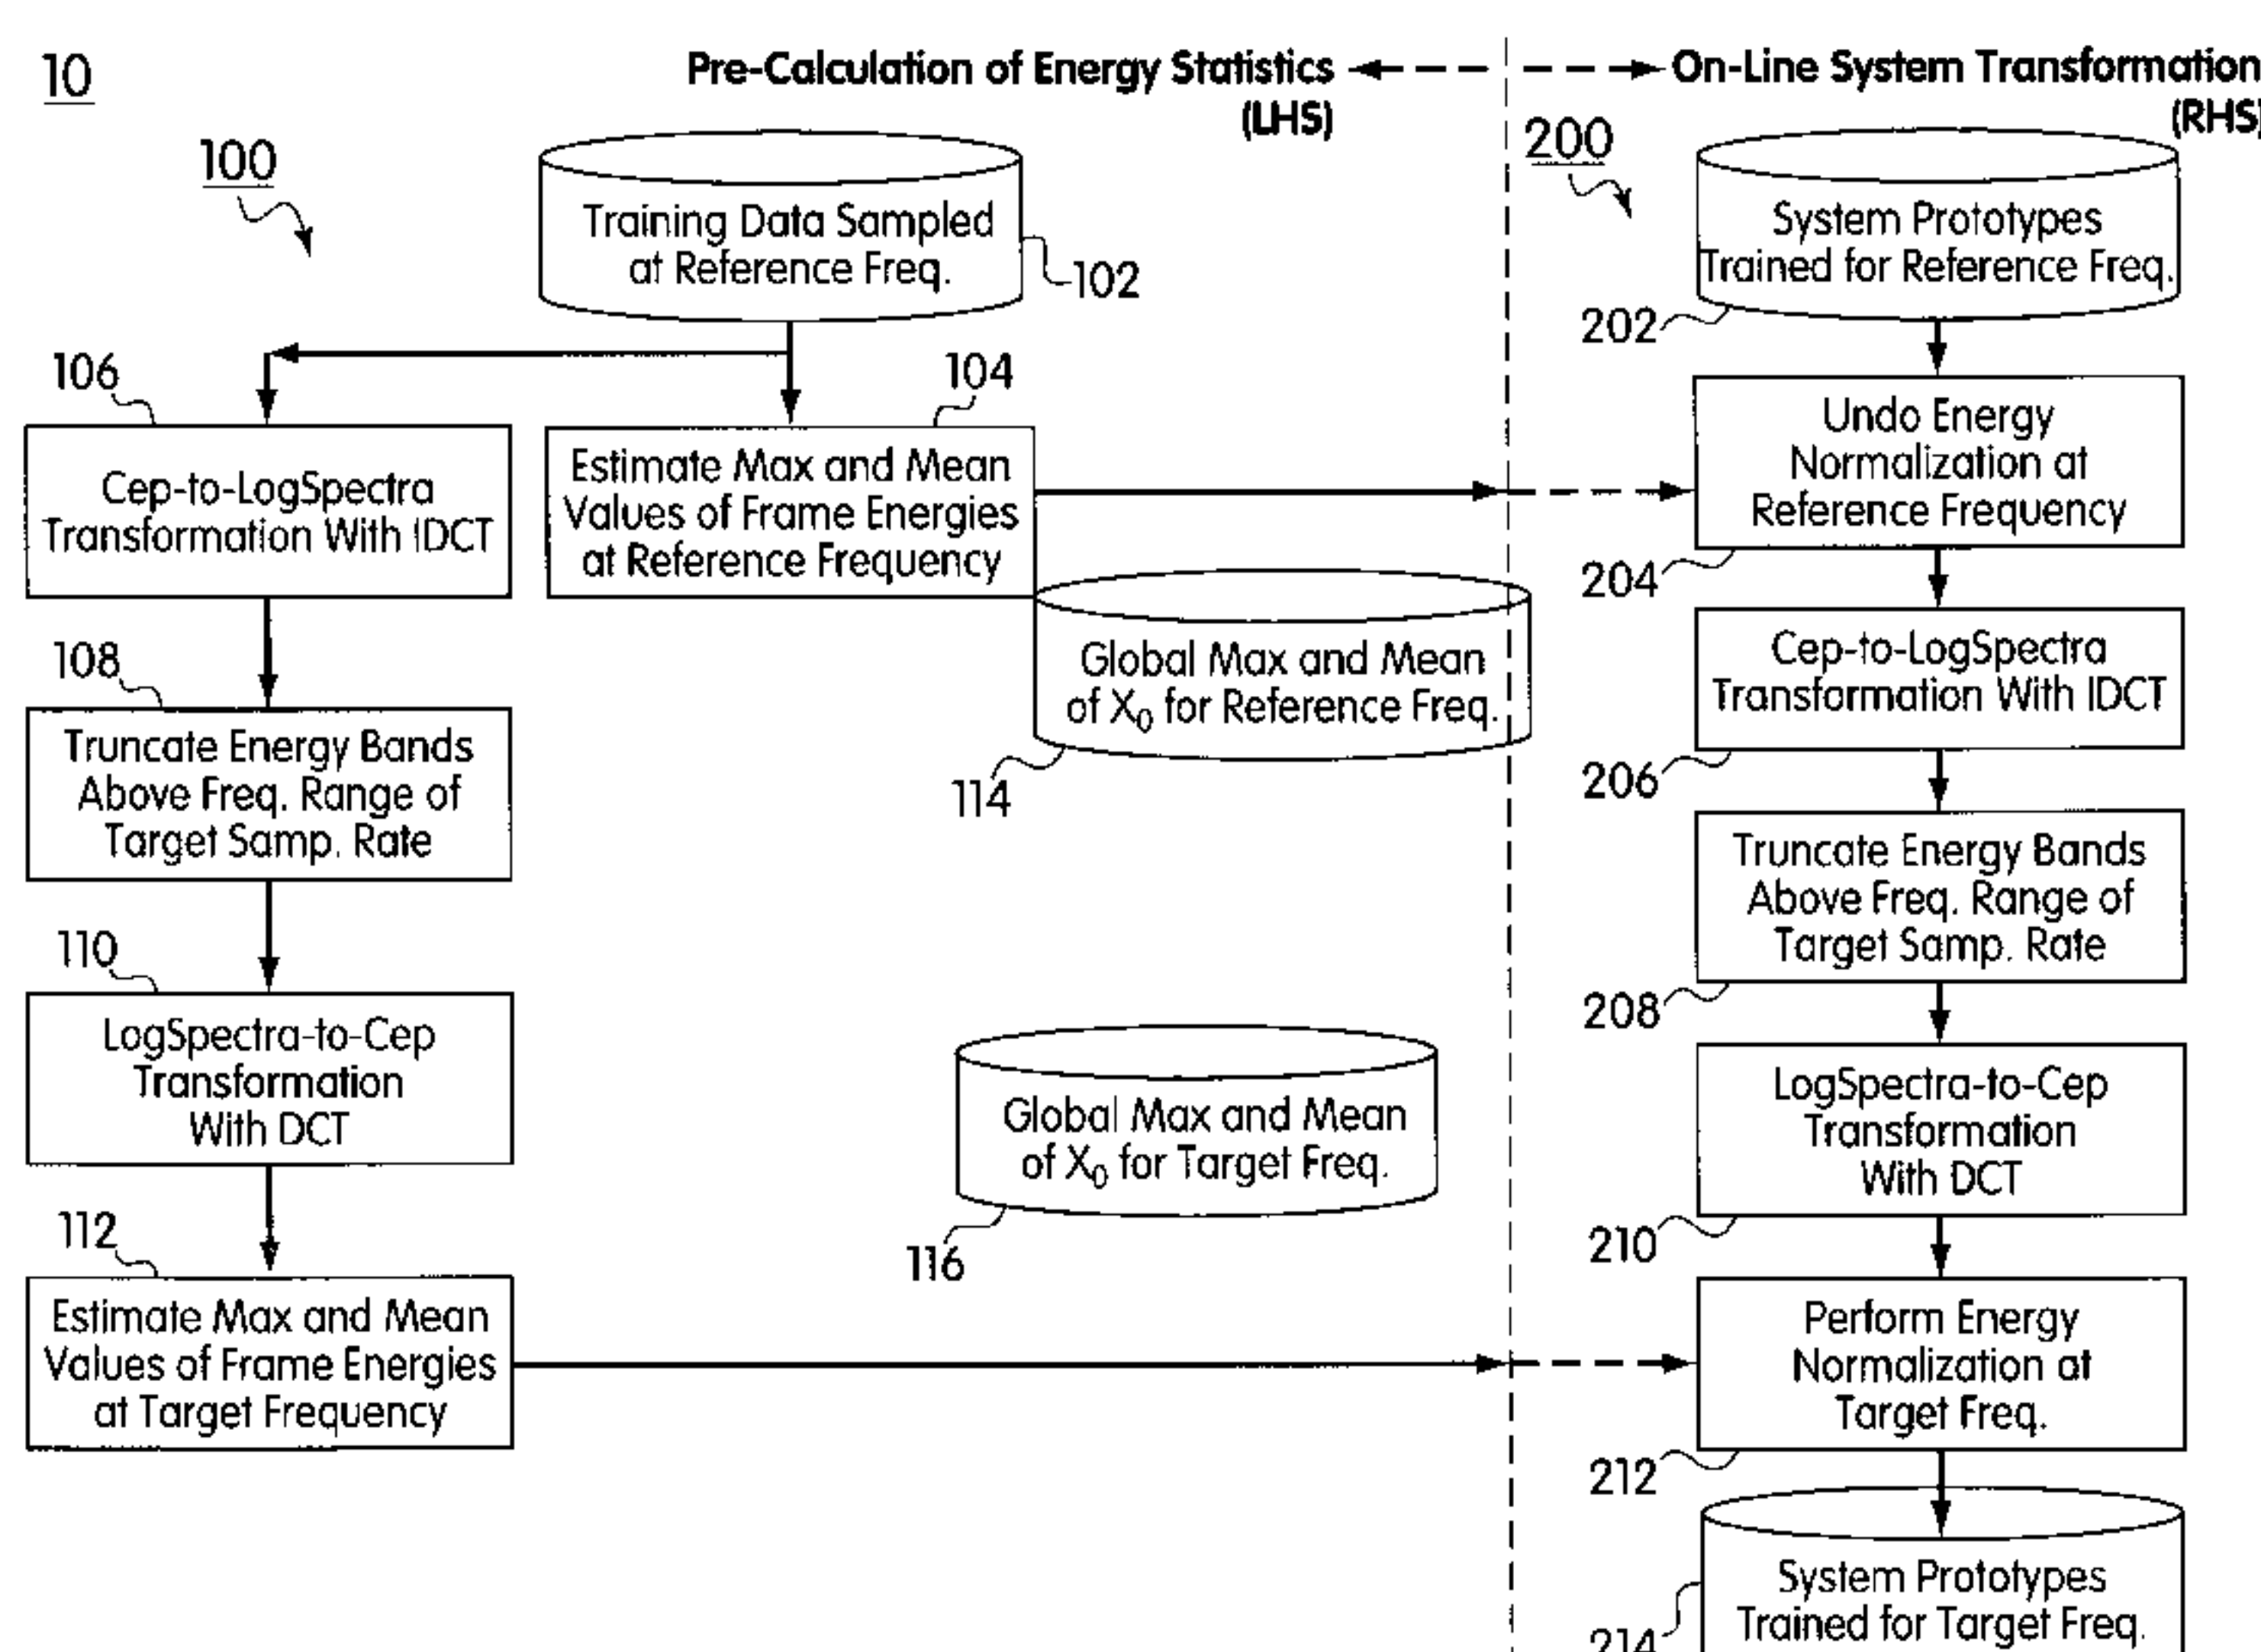 10
Pre-Calculation of Energy Statistics
(LHS)
On-Line System Transformation
(RHS)
100
Training Data Sampled
at Reference Freq.
102
106
104
Cep-to-LogSpectra
Transformation With IDCT
Estimate Max and Mean
Values of Frame Energies
at Reference Frequency
108
Global Max and Mean
of X0 for Reference Freq.
114
Truncate Energy Bands
Above Freq. Range of
Target Samp. Rate
110
LogSpectra-to-Cep
Transformation
With DCT
Global Max and Mean
of X0 for Target Freq.
116
112
Estimate Max and Mean
Values of Frame Energies
at Target Frequency
200
System Prototypes
Trained for Reference Freq.
202
Undo Energy
Normalization at
Reference Frequency
204
Cep-to-LogSpectra
Transformation With IDCT
206
Truncate Energy Bands
Above Freq. Range of
Target Samp. Rate
208
LogSpectra-to-Cep
Transformation
With DCT
210
Perform Energy
Normalization at
Target Freq.
212
System Prototypes
Trained for Target Freq.
214